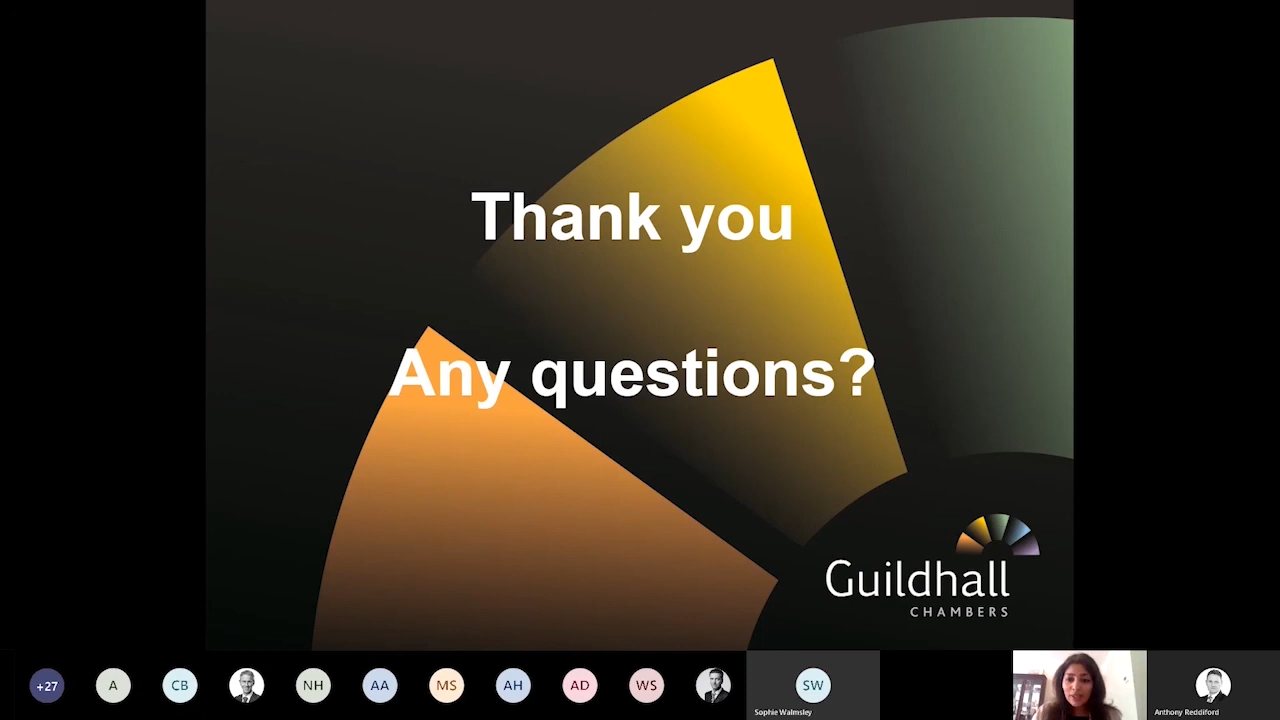 Thank you
Any questions?
Guildhall
CHAMBERS
+27
A
CB
NH
AA
MS
AH
AD
WS
SW
Sophie Walmsley
Anthony Reddiford